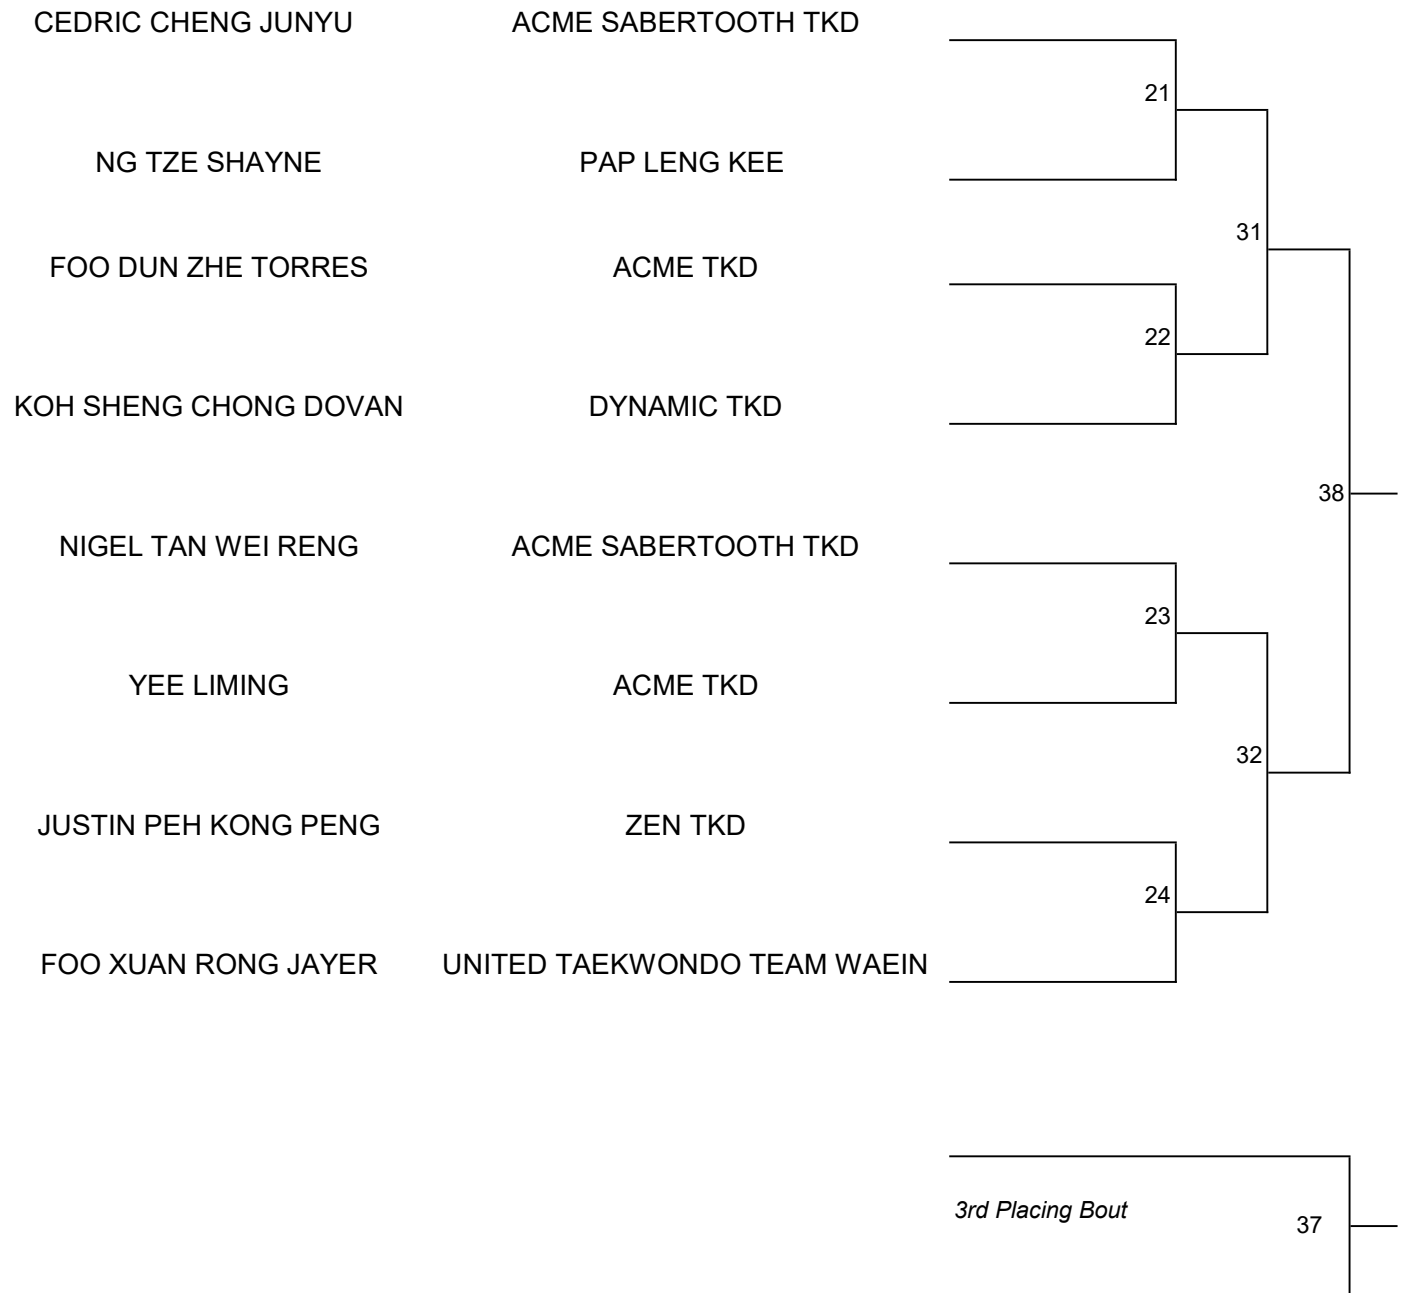 CEDRIC CHENG JUNYU ACME SABERTOOTH TKD
21
NG TZE SHAYNE PAP LENG KEE
31
FOO DUN ZHE TORRES ACME TKD
22
KOH SHENG CHONG DOVAN DYNAMIC TKD
38
NIGEL TAN WEI RENG ACME SABERTOOTH TKD
23
YEE LIMING ACME TKD
32
JUSTIN PEH KONG PENG ZEN TKD
24
FOO XUAN RONG JAYER UNITED TAEKWONDO TEAM WAEIN
3rd Placing Bout 37